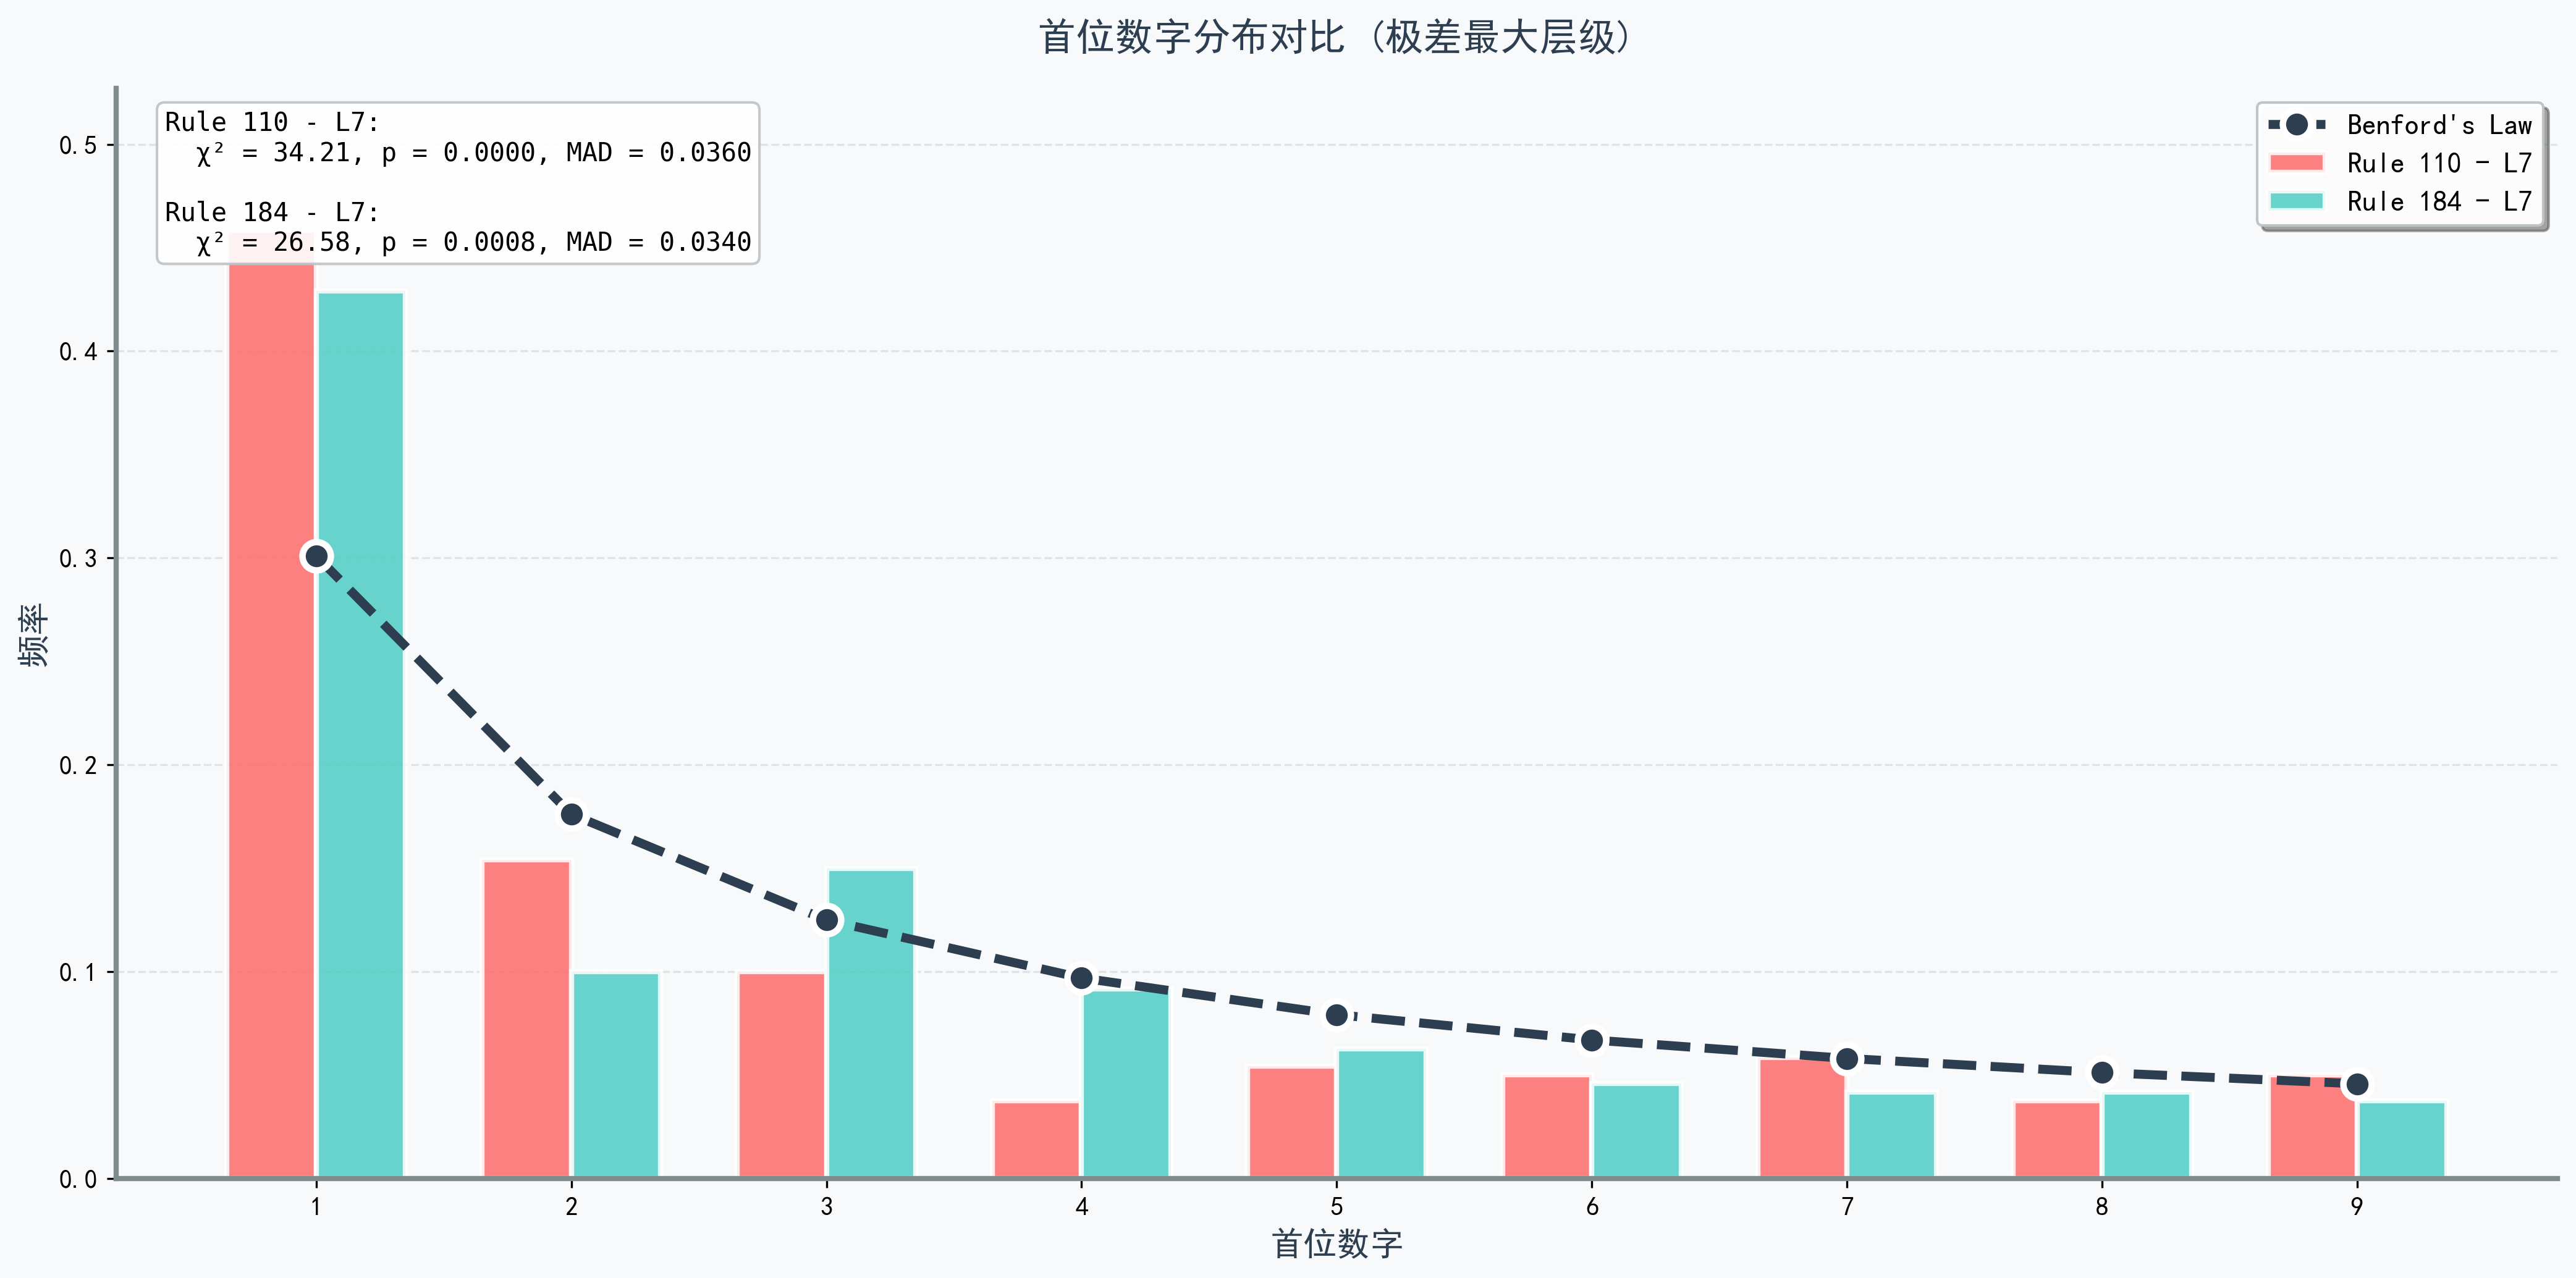 首位数字分布对比 (极差最大层级)
Rule 110 - L7:
χ² = 34.21, p = 0.0000, MAD = 0.0360
Rule 184 - L7:
χ² = 26.58, p = 0.0008, MAD = 0.0340
Benford's Law
Rule 110 - L7
Rule 184 - L7
频率
0.5
0.4
0.3
0.2
0.1
0.0
1 2 3 4 5 6 7 8 9
首位数字